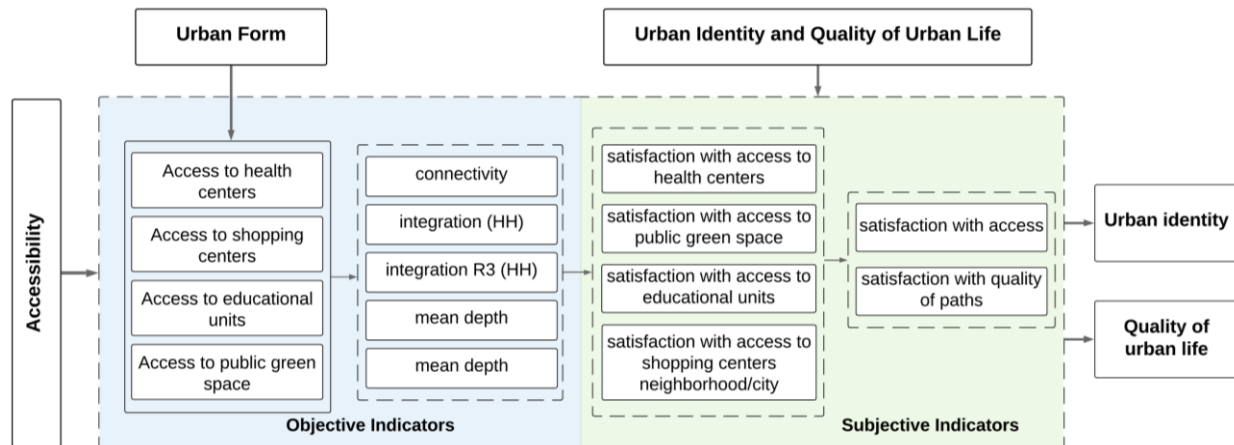 Urban Form
Urban Identity and Quality of Urban Life
Accessibility
Access to health
centers
Access to shopping
centers
Access to educational
units
Access to public green
space
connectivity
integration (HH)
integration R3 (HH)
mean depth
mean depth
Objective Indicators
satisfaction with access to
health centers
satisfaction with access to
public green space
satisfaction with access to
educational units
satisfaction with access to
shopping centers
neighborhood/city
satisfaction with access
satisfaction with quality
of paths
Subjective Indicators
Urban identity
Quality of
urban life